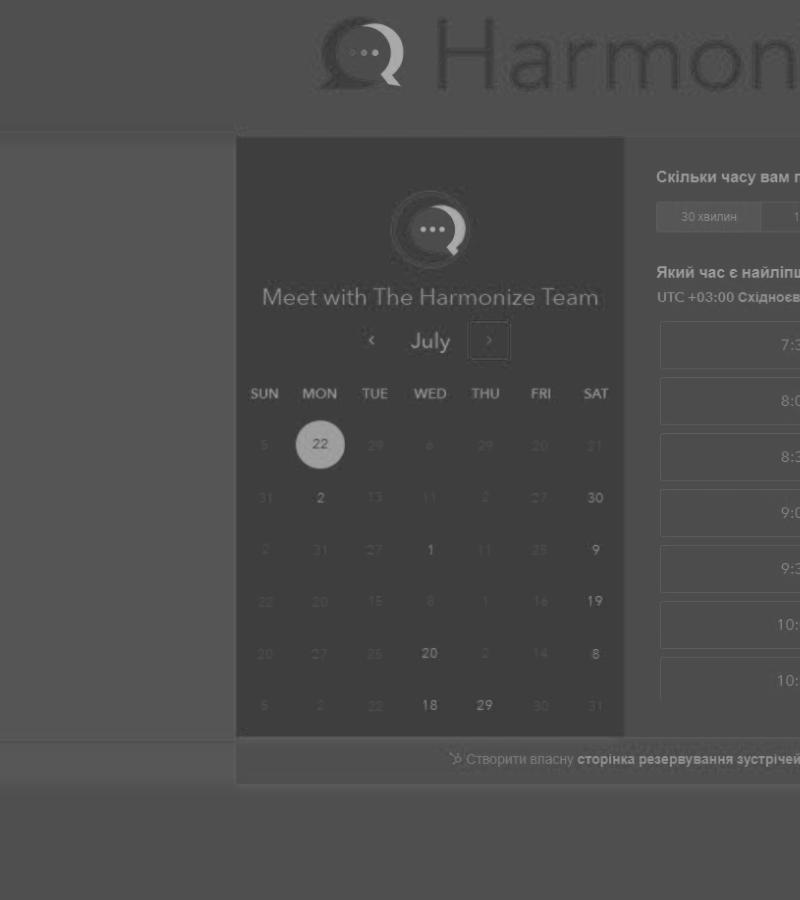 Harmon
Meet with The Harmonize Team
‹ July ›
SUN MON TUE WED THU FRI SAT
5 22 29 6 29 20 21
31 2 13 11 2 27 30
2 31 27 1 11 25 9
22 20 15 8 1 16 19
20 27 25 20 2 14 8
5 2 22 18 29 30 31
Скільки часу вам
30 хвилин 1
Який час є найліпш
UTC +03:00 Східноєв
7:3
8:0
8:3
9:0
9:3
10:
10:
Створити власну сторінка резервування зустрічей